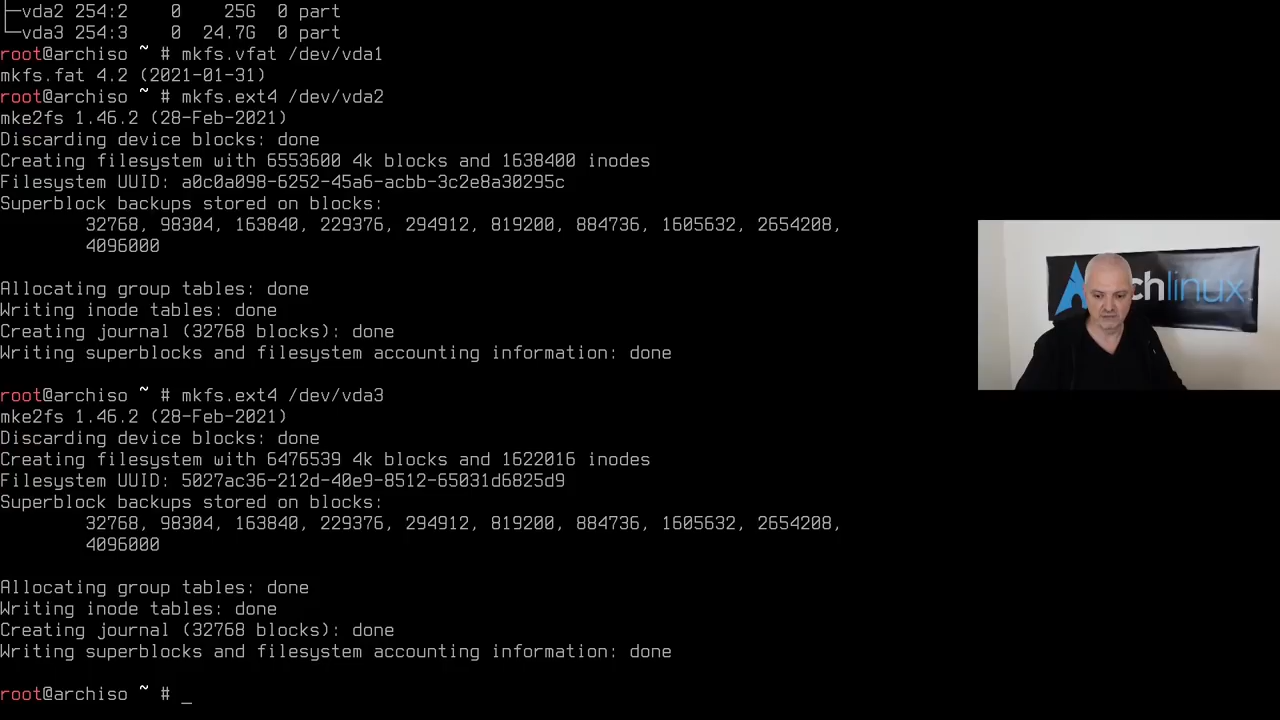 ├─vda2 254:2    0   25G  0 part
└─vda3 254:3    0 24.7G  0 part
root@archiso ~ # mkfs.vfat /dev/vda1
mkfs.fat 4.2 (2021-01-31)
root@archiso ~ # mkfs.ext4 /dev/vda2
mke2fs 1.46.2 (28-Feb-2021)
Discarding device blocks: done
Creating filesystem with 6553600 4k blocks and 1638400 inodes
Filesystem UUID: a0c0a098-6252-45a6-acbb-3c2e8a30295c
Superblock backups stored on blocks:
        32768, 98304, 163840, 229376, 294912, 819200, 884736, 1605632, 2654208,
        4096000
Allocating group tables: done
Writing inode tables: done
Creating journal (32768 blocks): done
Writing superblocks and filesystem accounting information: done
root@archiso ~ # mkfs.ext4 /dev/vda3
mke2fs 1.46.2 (28-Feb-2021)
Discarding device blocks: done
Creating filesystem with 6476539 4k blocks and 1622016 inodes
Filesystem UUID: 5027ac36-212d-40e9-8512-65031d6825d9
Superblock backups stored on blocks:
        32768, 98304, 163840, 229376, 294912, 819200, 884736, 1605632, 2654208,
        4096000
Allocating group tables: done
Writing inode tables: done
Creating journal (32768 blocks): done
Writing superblocks and filesystem accounting information: done
root@archiso ~ # _
chlinux